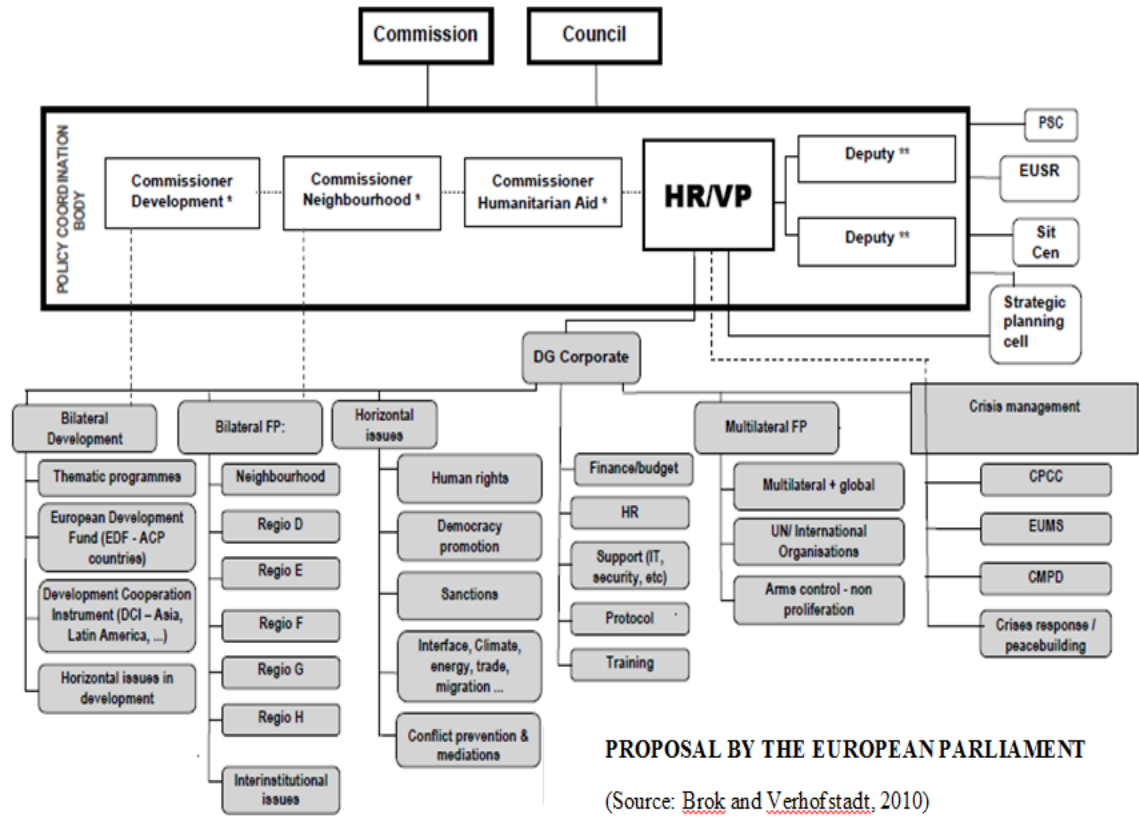 Commission
Council
POLICY COORDINATION
BODY
Commissioner
Development *
Commissioner
Neighbourhood *
Commissioner
Humanitarian Aid *
HR/VP
Deputy **
Deputy **
PSC
EUSR
Sit
Cen
Strategic
planning
cell
DG Corporate
Bilateral
Development
Thematic programmes
European Development
Fund (EDF - ACP
countries)
Development Cooperation
Instrument (DCI – Asia,
Latin America, ...)
Horizontal issues in
development
Bilateral FP:
Neighbourhood
Regio D
Regio E
Regio F
Regio G
Regio H
Interinstitutional
issues
Horizontal
issues
Human rights
Democracy
promotion
Sanctions
Interface, Climate,
energy, trade,
migration ...
Conflict prevention &
mediations
Finance/budget
HR
Support (IT,
security, etc)
Protocol
Training
Multilateral FP
Multilateral + global
UN/ International
Organisations
Arms control - non
proliferation
Crisis management
CPCC
EUMS
CMPD
Crises response /
peacebuilding
PROPOSAL BY THE EUROPEAN PARLIAMENT
(Source: Brok and Verhofstadt, 2010)